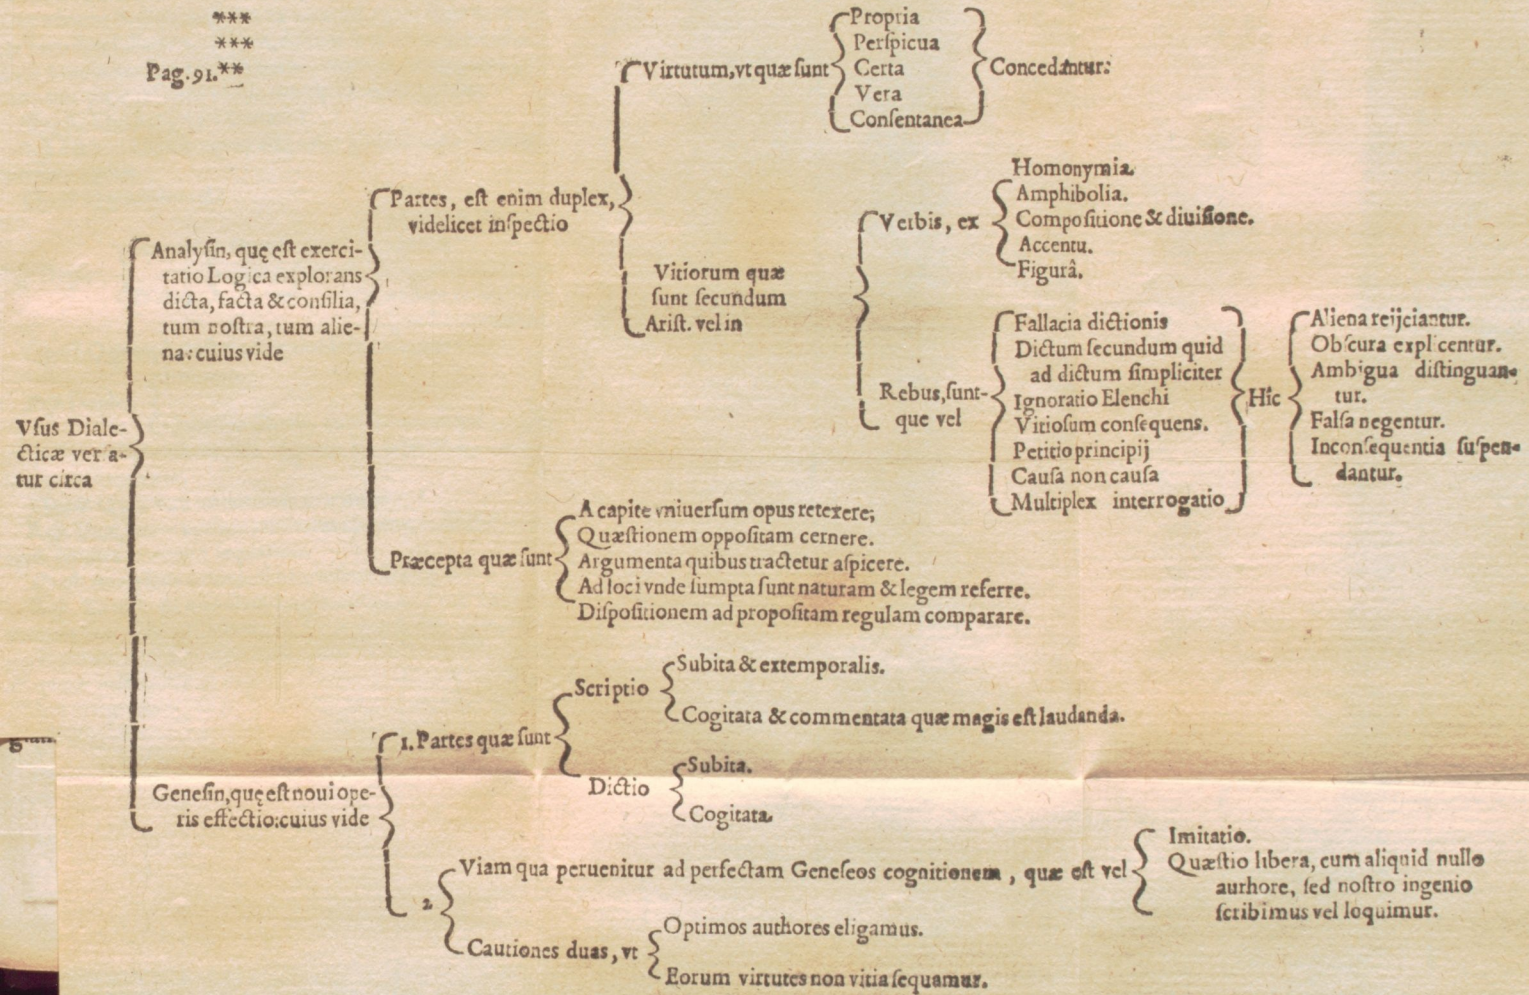 ***
***
Pag. 91.**
Propria
Perſpicua
Virtutum, vt quæ ſunt
Certa
Concedantur:
Vera
Conſentanea
Homonymia.
Partes, eſt enim duplex,
videlicet inſpectio
Amphibolia.
Verbis, ex
Compoſitione & diuiſione.
Accentu.
Figurâ.
Analyſin, quę eſt exerci-
tatio Logica explorans
dicta, facta & conſilia,
tum noſtra, tum alie-
na: cuius vide
Vitiorum quæ
ſunt ſecundum
Ariſt. vel in
Fallacia dictionis
Dictum ſecundum quid
ad dictum ſimpliciter
Rebus, ſunt-
que vel
Ignoratio Elenchi
Vitioſum conſequens.
Petitio principij
Cauſa non cauſa
Multiplex interrogatio
Hîc
Aliena reijciantur.
Obſcura explicentur.
Ambigua diſtinguan-
tur.
Falſa negentur.
Inconſequentia ſuſpen-
dantur.
Vſus Diale-
cticæ verſa-
tur circa
A capite vniuerſum opus retexere;
Quæſtionem oppoſitam cernere.
Præcepta quæ ſunt
Argumenta quibus tractetur aſpicere.
Ad loci vnde ſumpta ſunt naturam & legem referre.
Diſpoſitionem ad propoſitam regulam comparare.
Subita & extemporalis.
Scriptio
Cogitata & commentata quæ magis eſt laudanda.
1. Partes quæ ſunt
Subita.
Dictio
Cogitata.
Geneſin, quę eſt noui ope-
ris effectio: cuius vide
Imitatio.
Viam qua peruenitur ad perfectam Geneſeos cognitionem, quæ eſt vel
Quæſtio libera, cum aliquid nullo
authore, ſed noſtro ingenio
ſcribimus vel loquimur.
2.
Optimos authores eligamus.
Cautiones duas, vt
Eorum virtutes non vitia ſequamur.